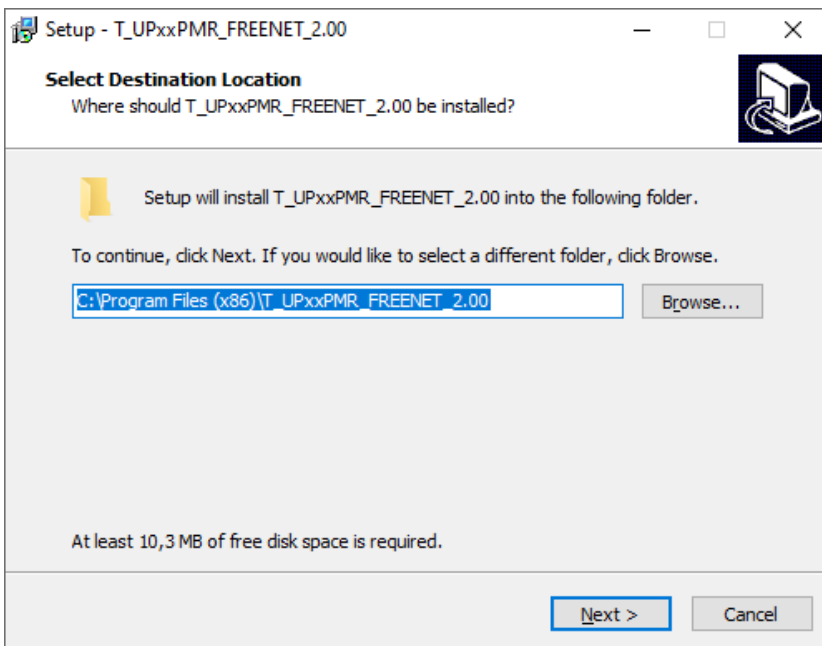 Setup - T_UPxxPMR_FREENET_2.00
Select Destination Location
Where should T_UPxxPMR_FREENET_2.00 be installed?
Setup will install T_UPxxPMR_FREENET_2.00 into the following folder.
To continue, click Next. If you would like to select a different folder, click Browse.
C:\Program Files (x86)\T_UPxxPMR_FREENET_2.00
Browse...
At least 10,3 MB of free disk space is required.
Next >
Cancel